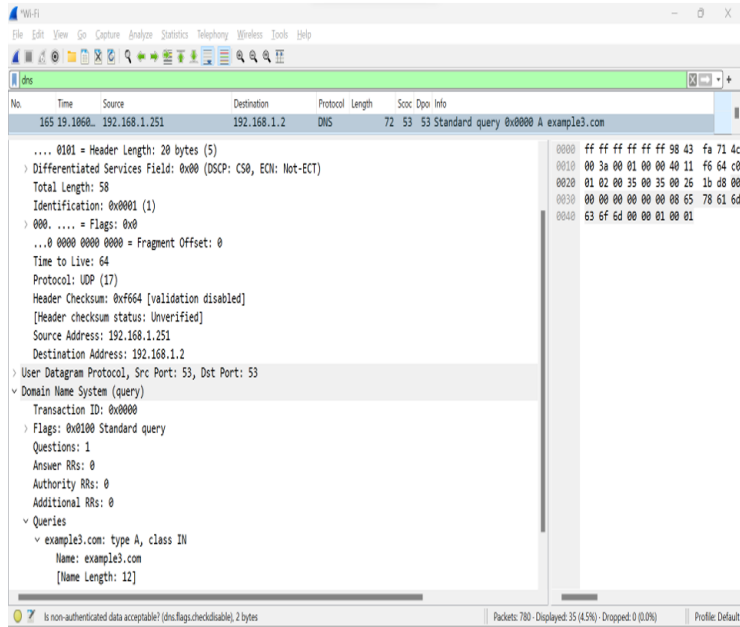 *Wi-Fi
File Edit View Go Capture Analyze Statistics Telephony Wireless Tools Help
dns
No. Time Source Destination Protocol Length Scoc Dpoi Info
165 19.1060… 192.168.1.251 192.168.1.2 DNS 72 53 53 Standard query 0x0000 A example3.com
.... 0101 = Header Length: 20 bytes (5)
Differentiated Services Field: 0x00 (DSCP: CS0, ECN: Not-ECT)
Total Length: 58
Identification: 0x0001 (1)
000. .... = Flags: 0x0
...0 0000 0000 0000 = Fragment Offset: 0
Time to Live: 64
Protocol: UDP (17)
Header Checksum: 0xf664 [validation disabled]
[Header checksum status: Unverified]
Source Address: 192.168.1.251
Destination Address: 192.168.1.2
User Datagram Protocol, Src Port: 53, Dst Port: 53
Domain Name System (query)
Transaction ID: 0x0000
Flags: 0x0100 Standard query
Questions: 1
Answer RRs: 0
Authority RRs: 0
Additional RRs: 0
Queries
example3.com: type A, class IN
Name: example3.com
[Name Length: 12]
0000 ff ff ff ff ff ff 98 43 fa 71 4c
0010 00 3a 00 01 00 00 40 11 f6 64 c0
0020 01 02 00 35 00 35 00 26 1b d8 00
0030 00 00 00 00 00 00 08 65 78 61 6d
0040 63 6f 6d 00 00 01 00 01
Is non-authenticated data acceptable? (dns.flags.checkdisable), 2 bytes
Packets: 780 · Displayed: 35 (4.5%) · Dropped: 0 (0.0%)
Profile: Default